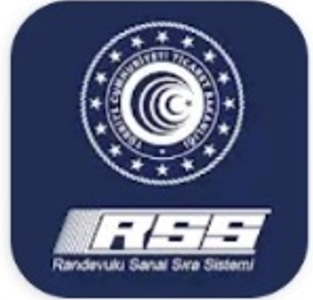 TÜRKİYE CUMHURİYETİ TİCARET BAKANLIĞI
RSS
Randevulu Sanal Sıra Sistemi